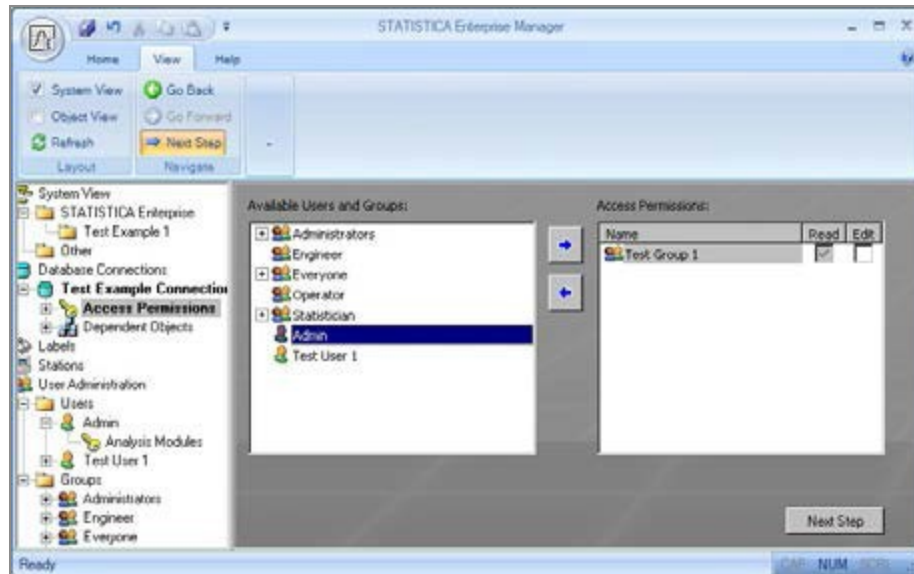 STATISTICA Enterprise Manager
Home View Help
System View
Go Back
Object View
Go Forward
Refresh
Next Step
Layout
Navigate
System View
STATISTICA Enterprise
Test Example 1
Other
Database Connections
Test Example Connection
Access Permissions
Dependent Objects
Labels
Stations
User Administration
Users
Admin
Analysis Modules
Test User 1
Groups
Administrators
Engineer
Everyone
Available Users and Groups:
Administrators
Engineer
Everyone
Operator
Statistician
Admin
Test User 1
Access Permissions:
Name Read Edit
Test Group 1
Next Step
Ready
CAP NUM SCRL